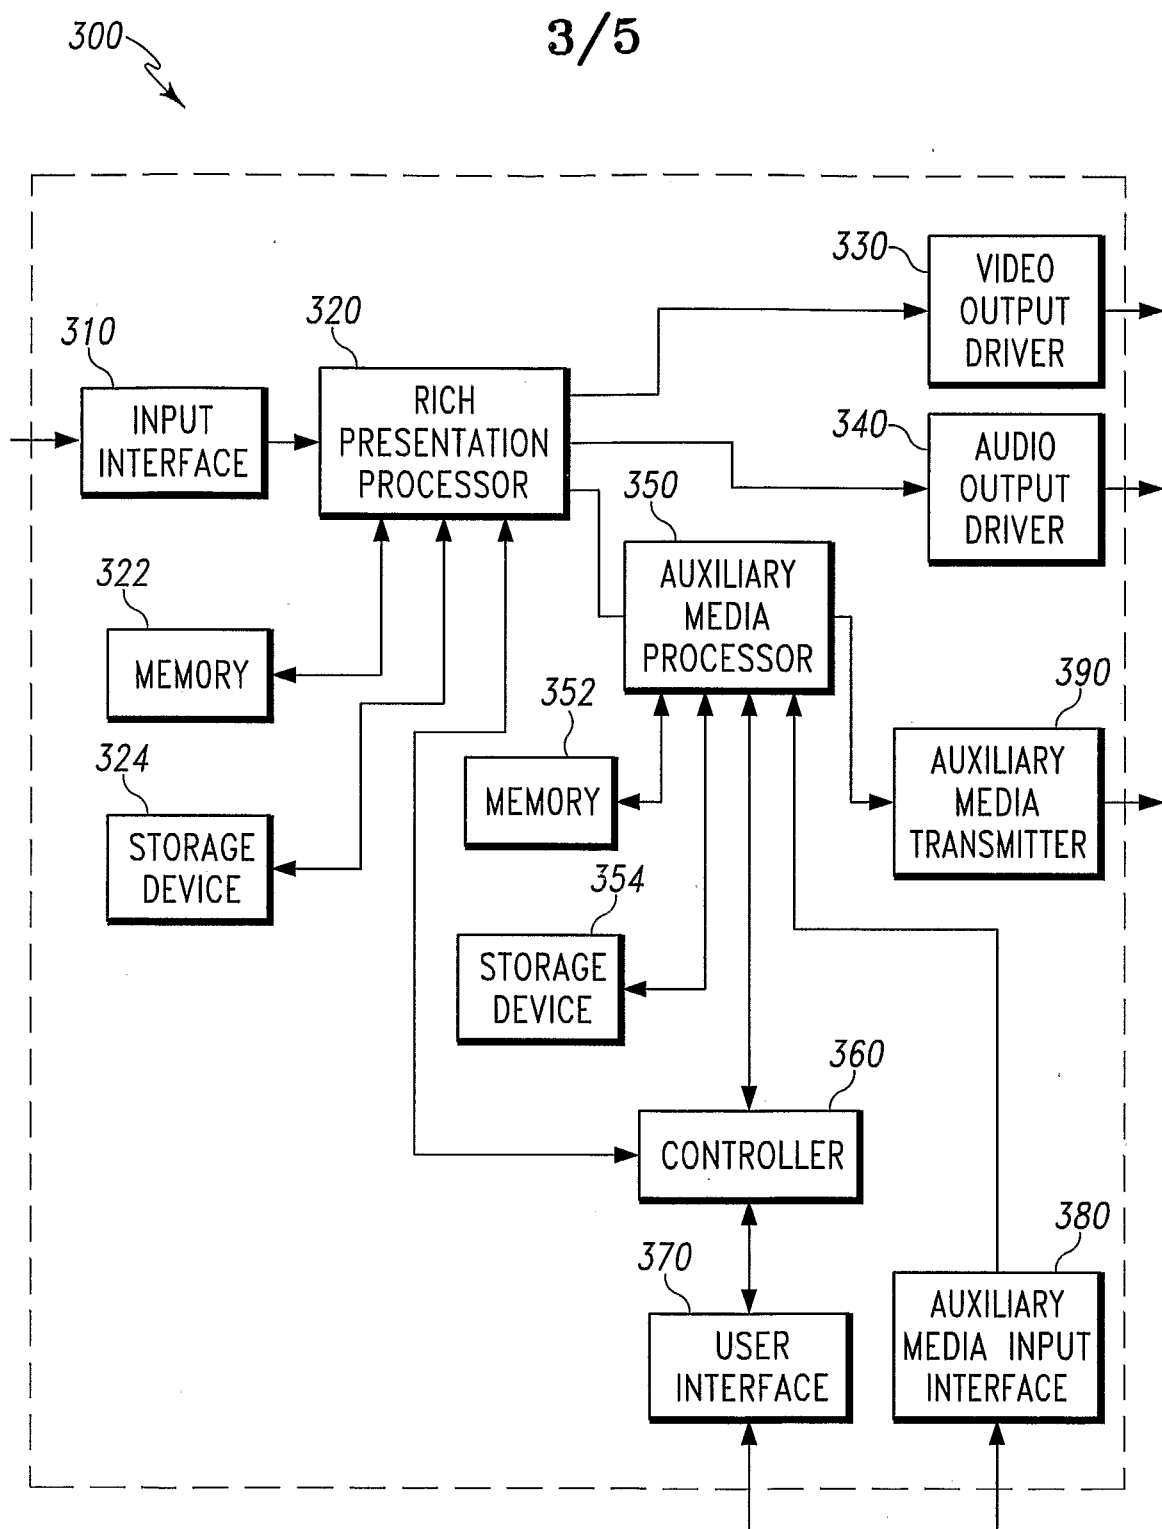 300
3/5
330
VIDEO
OUTPUT
DRIVER
320
310
RICH
PRESENTATION
PROCESSOR
INPUT
INTERFACE
340
AUDIO
OUTPUT
DRIVER
350
AUXILIARY
MEDIA
PROCESSOR
322
MEMORY
390
AUXILIARY
MEDIA
TRANSMITTER
352
MEMORY
324
STORAGE
DEVICE
354
STORAGE
DEVICE
360
CONTROLLER
370
USER
INTERFACE
380
AUXILIARY
MEDIA INPUT
INTERFACE